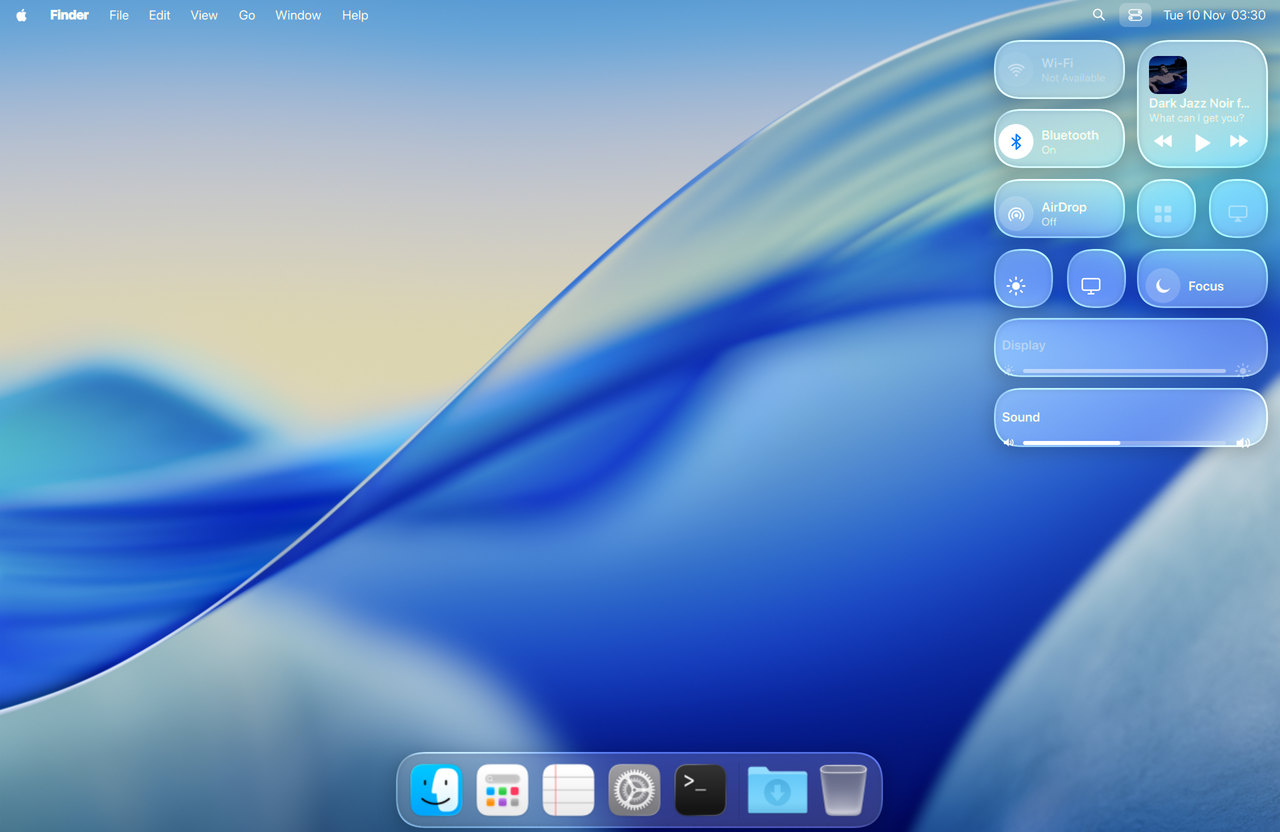 Finder File Edit View Go Window Help Tue 10 Nov 03:30
Wi-Fi
Not Available
Dark Jazz Noir f...
What can I get you?
Bluetooth
On
AirDrop
Off
Focus
Display
Sound
>_